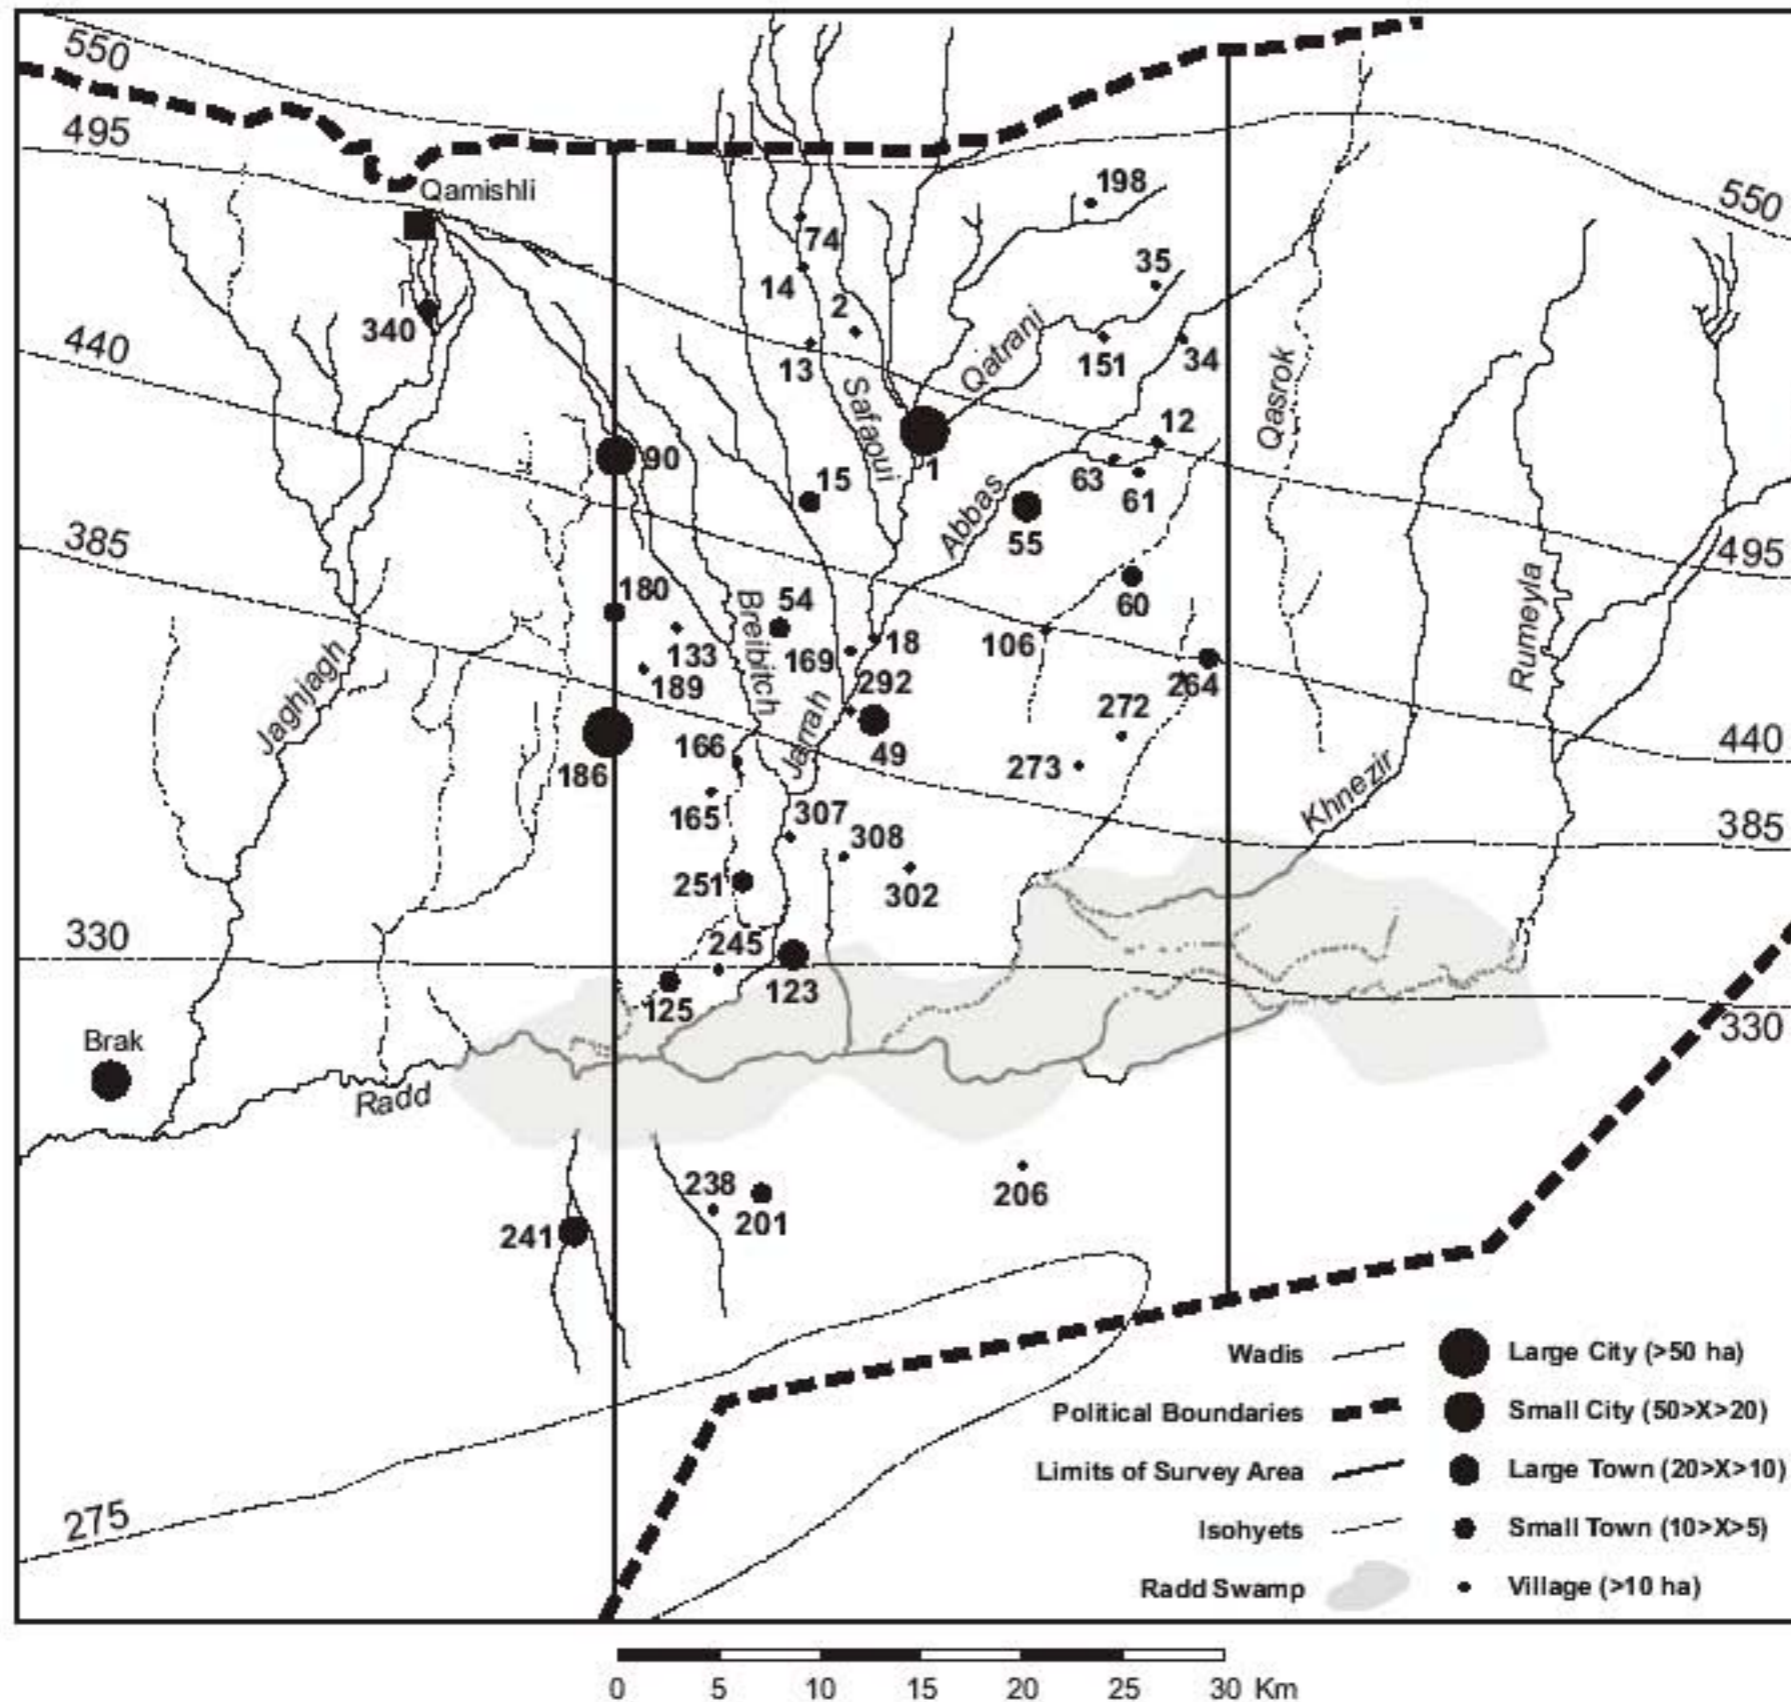 550
495
Qamishli
198
550
74
35
14
2
340
440
Qatrani
151
34
13
Safaoui
Qasrok
12
90
15
1
63
61
Abbas
385
55
495
180
54
Breibitch
60
Rumeyla
18
106
133
169
Jaghjagh
189
292
264
272
Jarrah
166
440
49
273
186
Khnezir
165
307
385
308
251
302
330
245
123
125
330
Brak
Radd
238
206
201
241
Wadis
Large City (>50 ha)
Political Boundaries
Small City (50>X>20)
Limits of Survey Area
Large Town (20>X>10)
275
Isohyets
Small Town (10>X>5)
Radd Swamp
Village (>10 ha)
0 5 10 15 20 25 30 Km